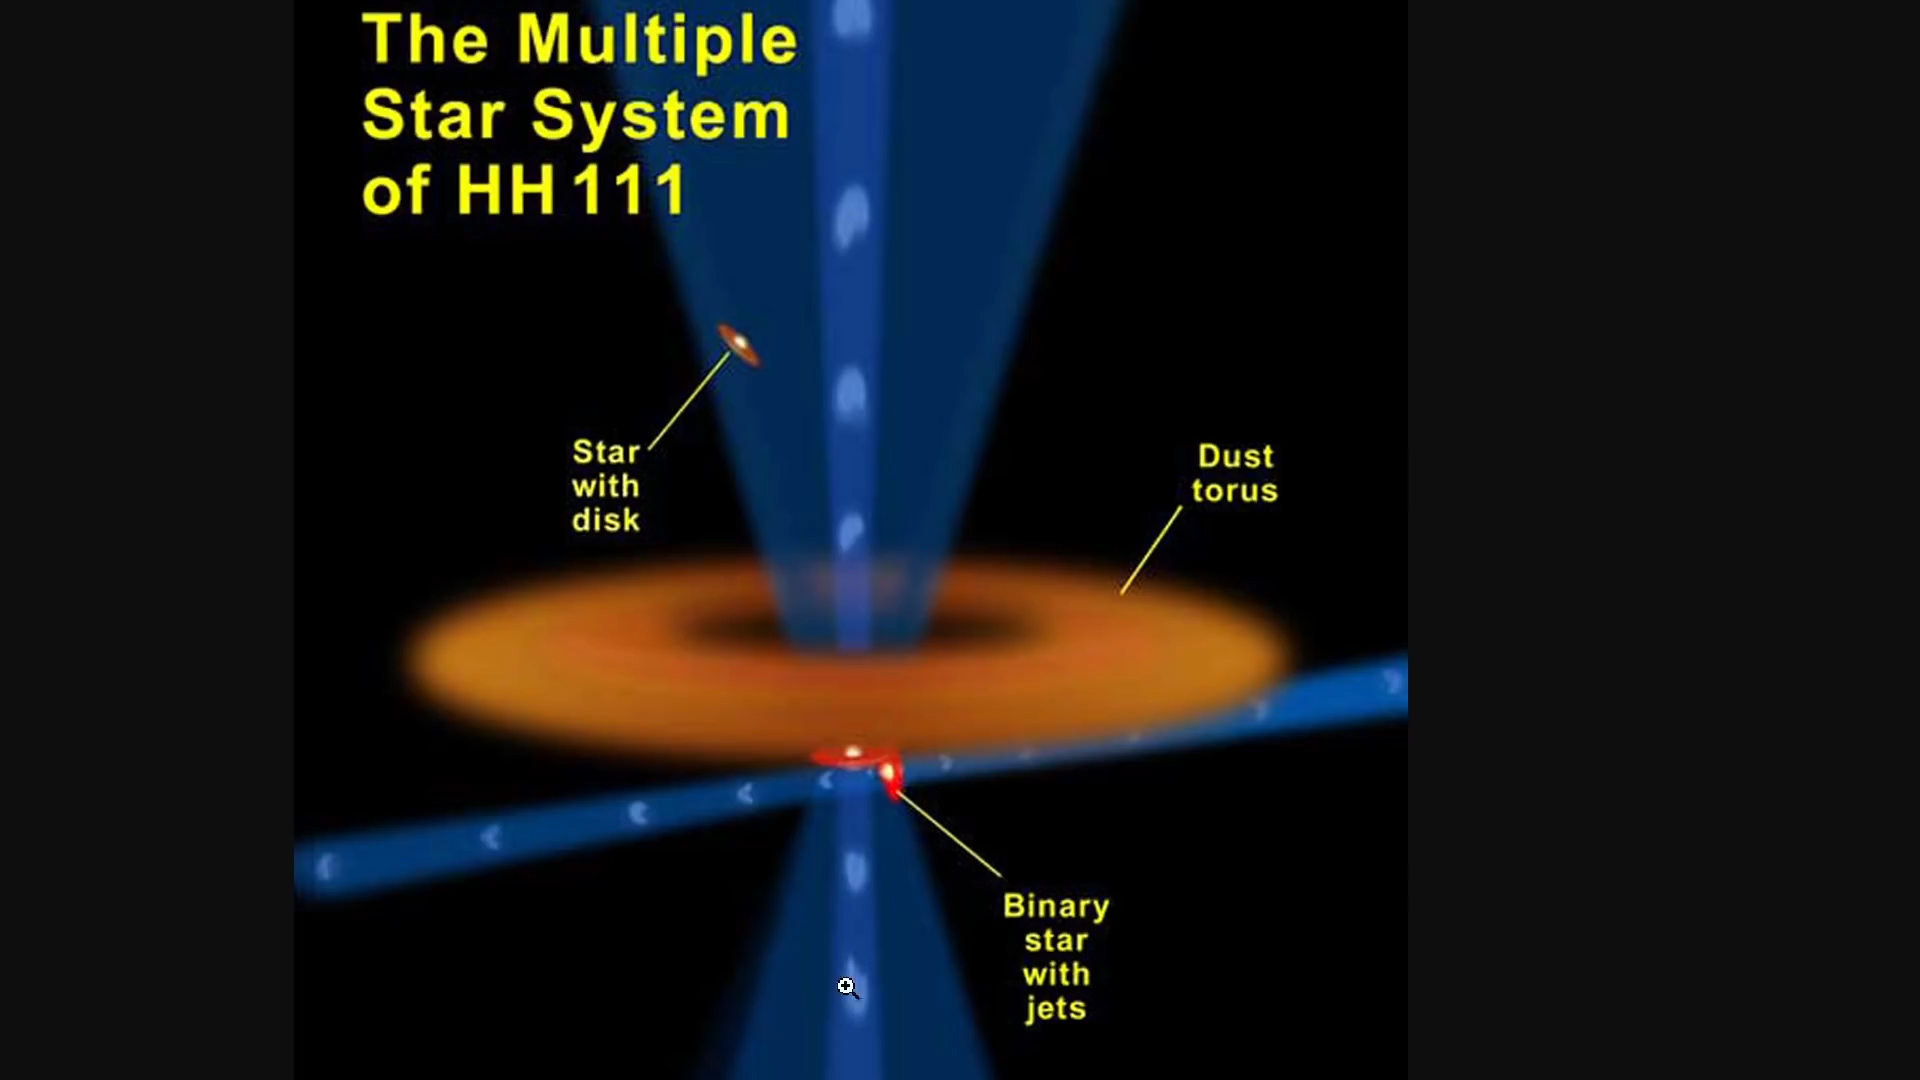 The Multiple
Star System
of HH 111
Star
with
disk
Dust
torus
Binary
star
with
jets